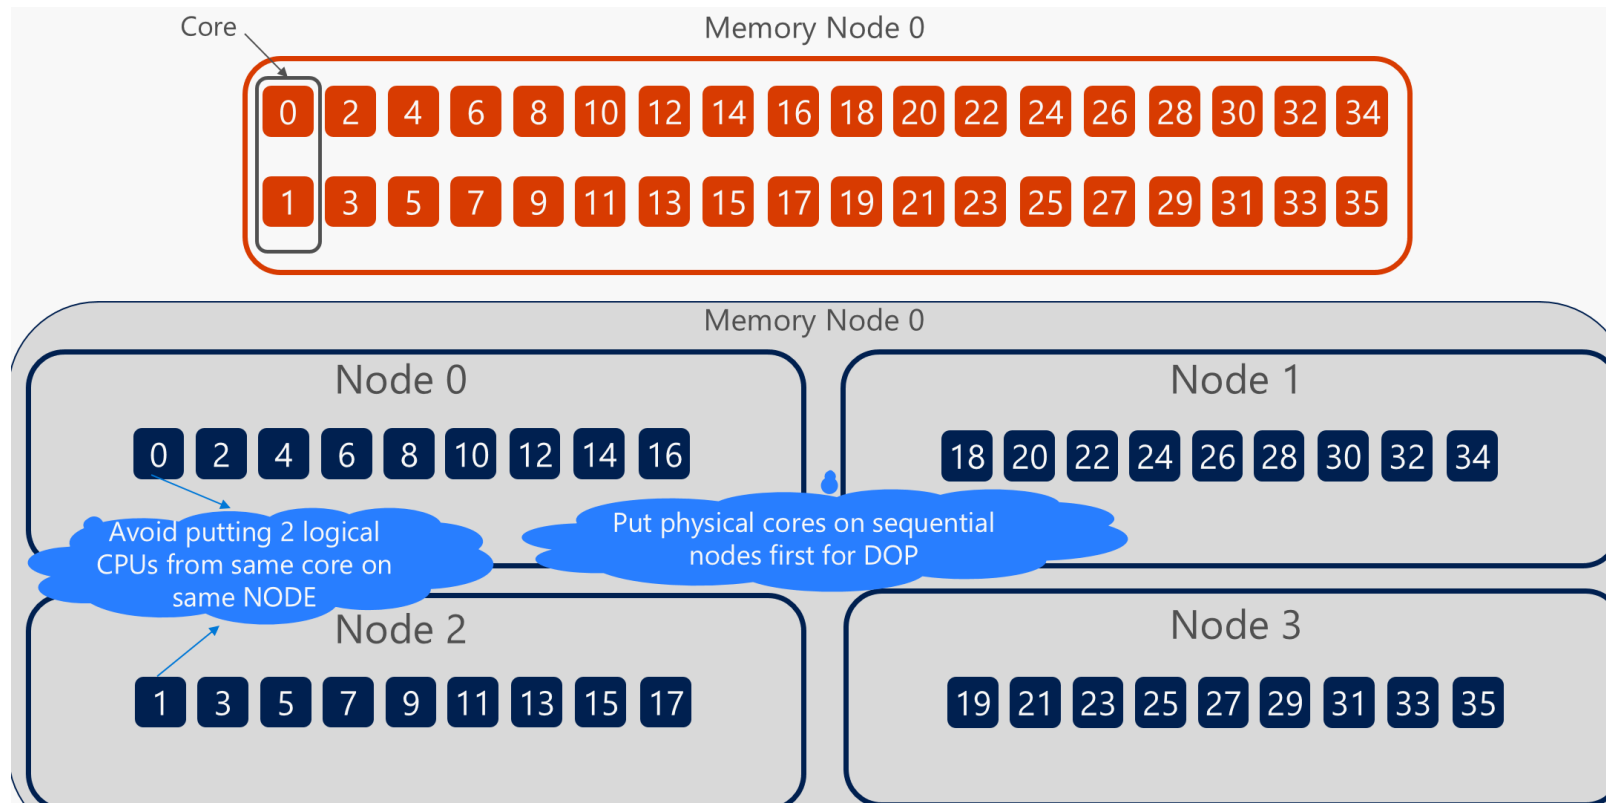 Core
Memory Node 0
0 2 4 6 8 10 12 14 16 18 20 22 24 26 28 30 32 34
1 3 5 7 9 11 13 15 17 19 21 23 25 27 29 31 33 35
Memory Node 0
Node 0
0 2 4 6 8 10 12 14 16
Node 1
18 20 22 24 26 28 30 32 34
Avoid putting 2 logical
CPUs from same core on
same NODE
Put physical cores on sequential
nodes first for DOP
Node 2
1 3 5 7 9 11 13 15 17
Node 3
19 21 23 25 27 29 31 33 35